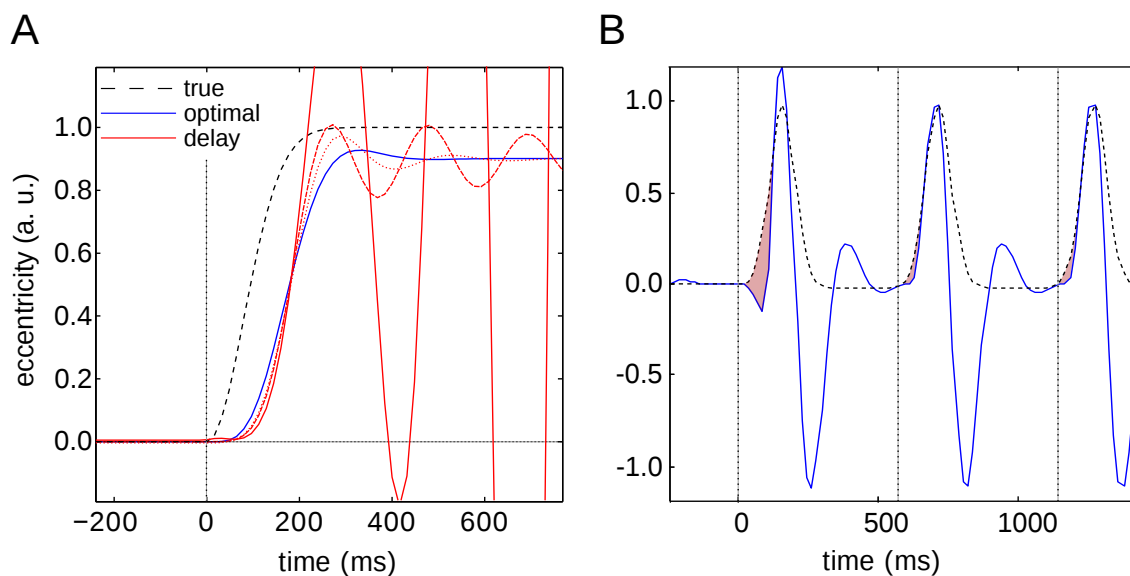 A
true
optimal
delay
1.0
0.8
0.6
0.4
0.2
0.0
eccentricity (a. u.)
−200 0 200 400 600
time (ms)
B
1.0
0.5
0.0
-0.5
-1.0
0 500 1000
time (ms)